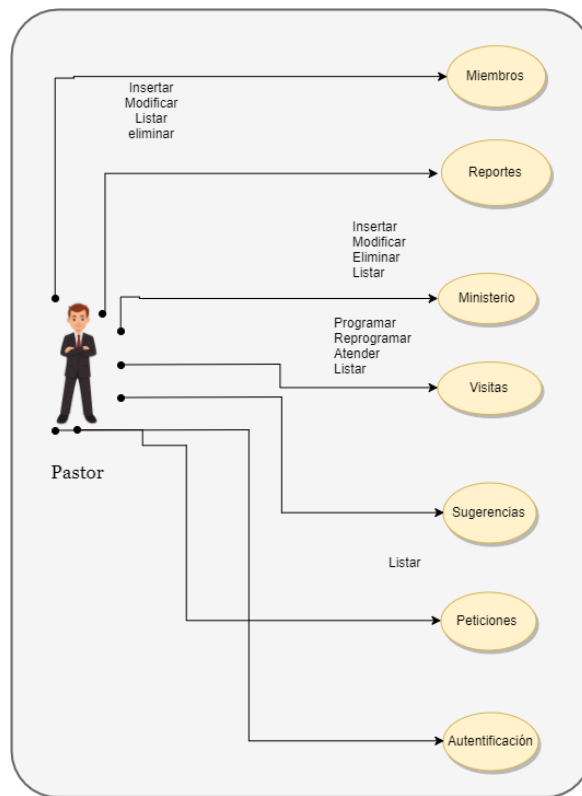 Miembros
Insertar
Modificar
Listar
eliminar
Reportes
Insertar
Modificar
Eliminar
Listar
Ministerio
Programar
Reprogramar
Atender
Listar
Visitas
Pastor
Sugerencias
Listar
Peticiones
Autentificación